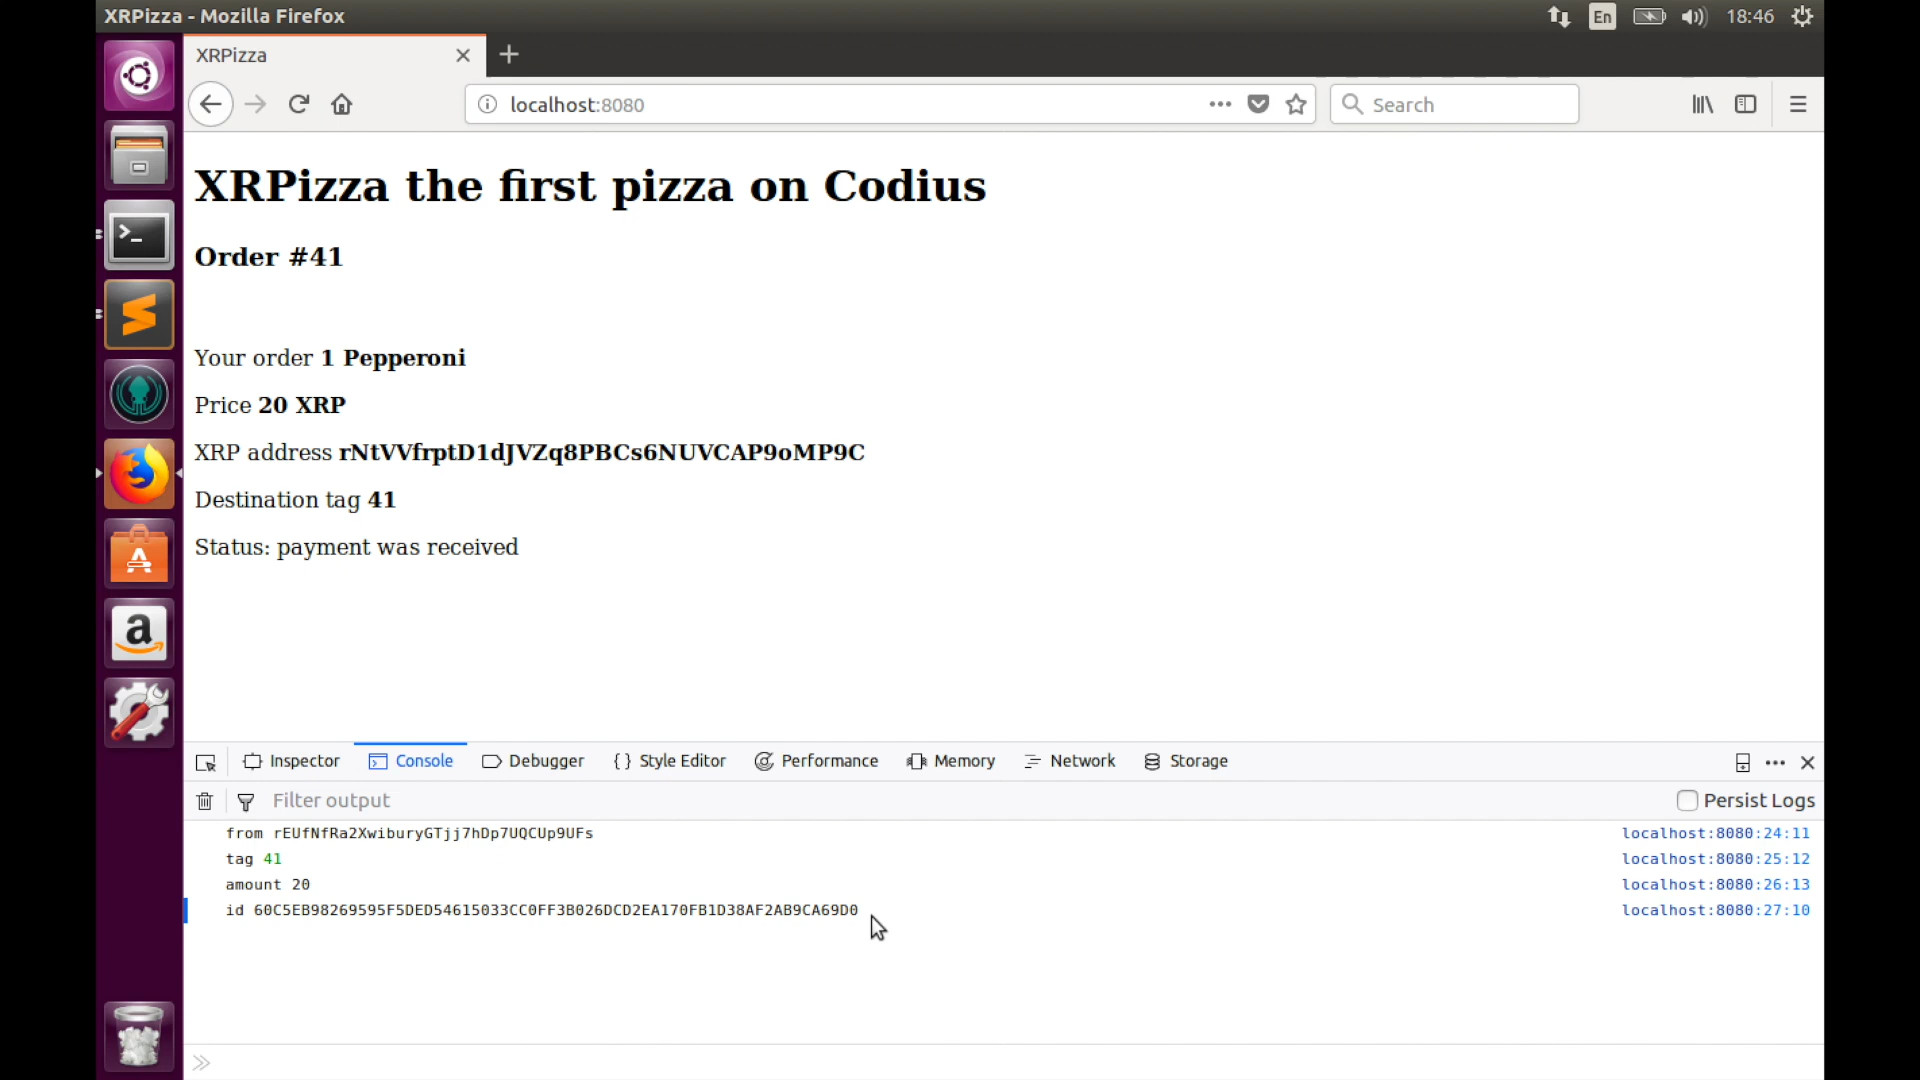 XRPizza - Mozilla Firefox
En
18:46
XRPizza
localhost:8080
Search
XRPizza the first pizza on Codius
Order #41
Your order 1 Pepperoni
Price 20 XRP
XRP address rNtVVfrptD1dJVZq8PBCs6NUVCAP9oMP9C
Destination tag 41
Status: payment was received
Inspector
Console
Debugger
{} Style Editor
Performance
Memory
Network
Storage
Filter output
Persist Logs
from rEUfNfRa2XwiburyGTjj7hDp7UQCUp9UFs localhost:8080:24:11
tag 41 localhost:8080:25:12
amount 20 localhost:8080:26:13
id 60C5EB98269595F5DED54615033CC0FF3B026DCD2EA170FB1D38AF2AB9CA69D0 localhost:8080:27:10